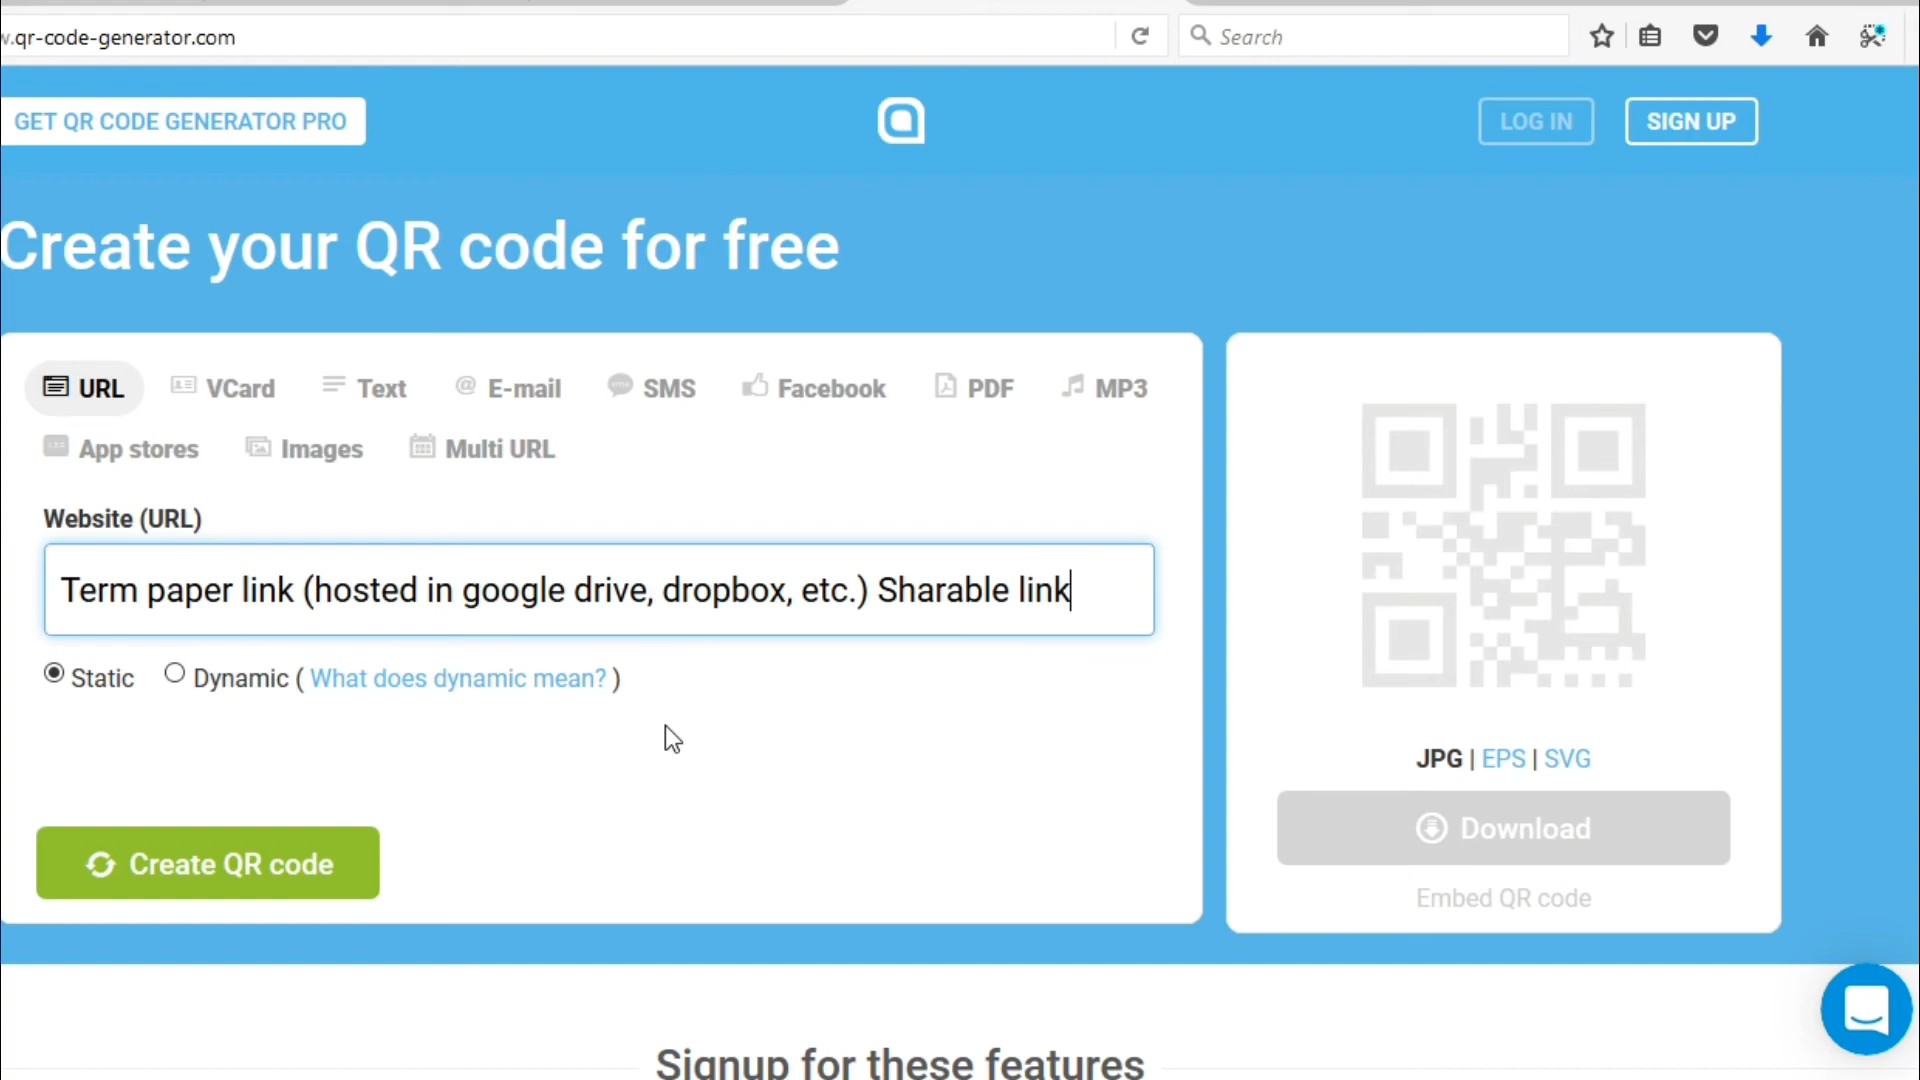 .qr-code-generator.com
Search
GET QR CODE GENERATOR PRO
LOG IN
SIGN UP
Create your QR code for free
URL
VCard
Text
E-mail
SMS
Facebook
PDF
MP3
App stores
Images
Multi URL
Website (URL)
Term paper link (hosted in google drive, dropbox, etc.) Sharable link
Static
Dynamic ( What does dynamic mean? )
JPG | EPS | SVG
Create QR code
Download
Embed QR code
Signup for these features